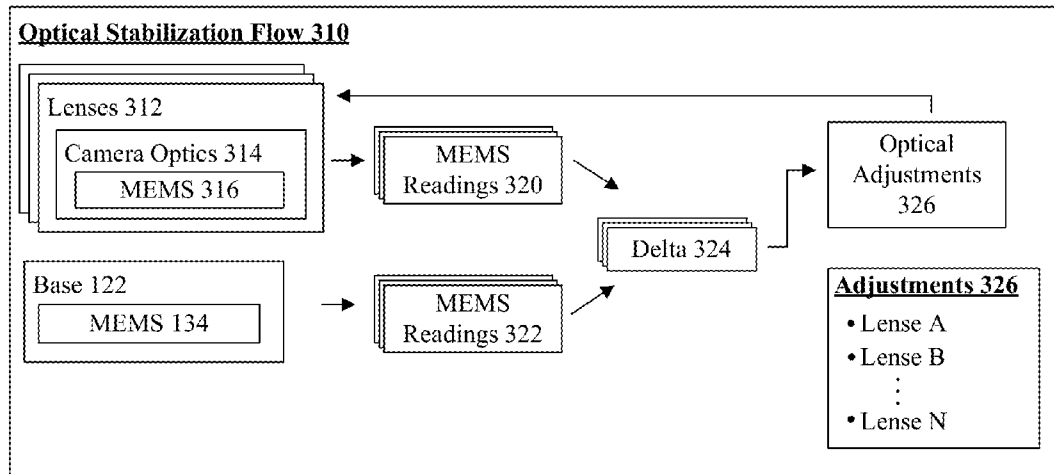 Optical Stabilization Flow 310
Lenses 312
Camera Optics 314
MEMS 316
MEMS
Readings 320
Base 122
MEMS 134
MEMS
Readings 322
Delta 324
Optical
Adjustments
326
Adjustments 326
• Lense A
• Lense B
⋮
• Lense N